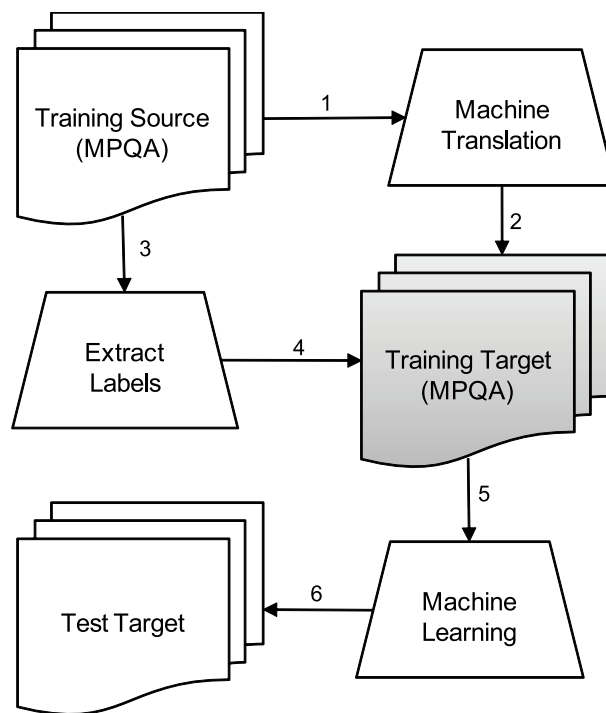 Training Source
(MPQA)
1
Machine
Translation
2
3
Extract
Labels
4
Training Target
(MPQA)
5
Test Target
6
Machine
Learning